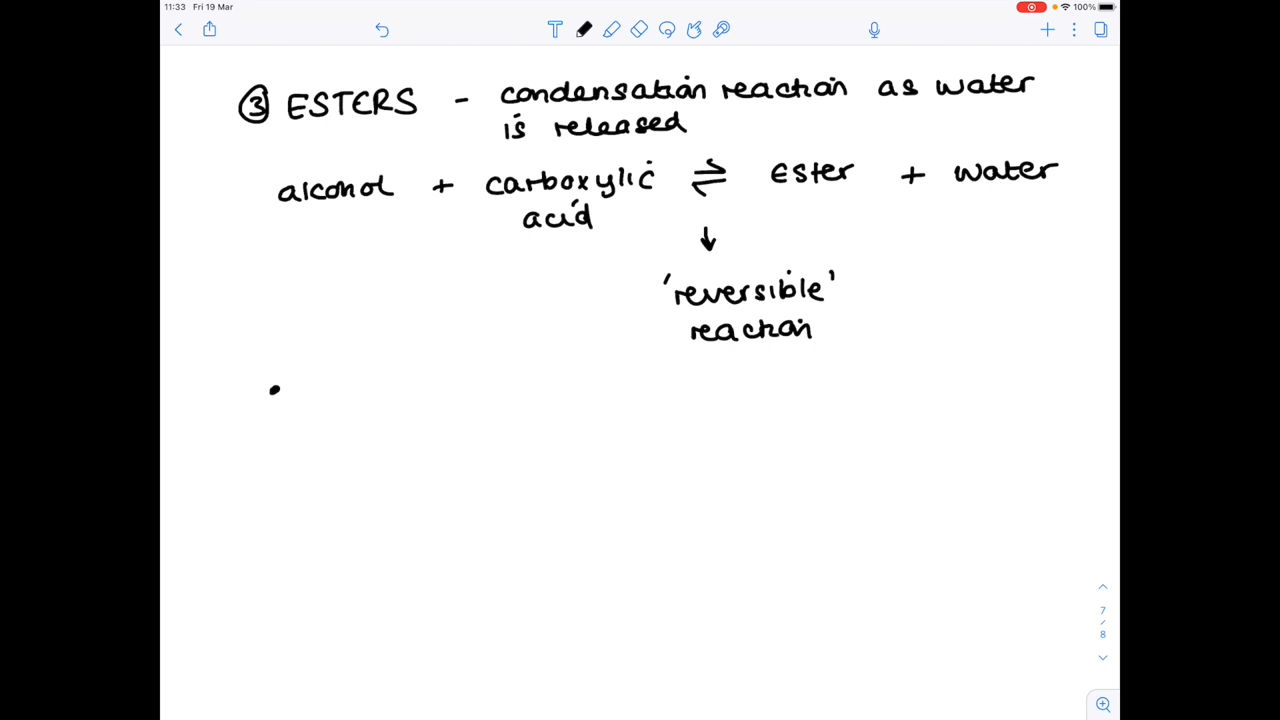 11:33 Fri 19 Mar
100%
T
③ ESTERS - condensation reaction as water
is released
alcohol + carboxylic ⇌ Ester + water
acid
↓
'reversible'
reaction
7
/
8